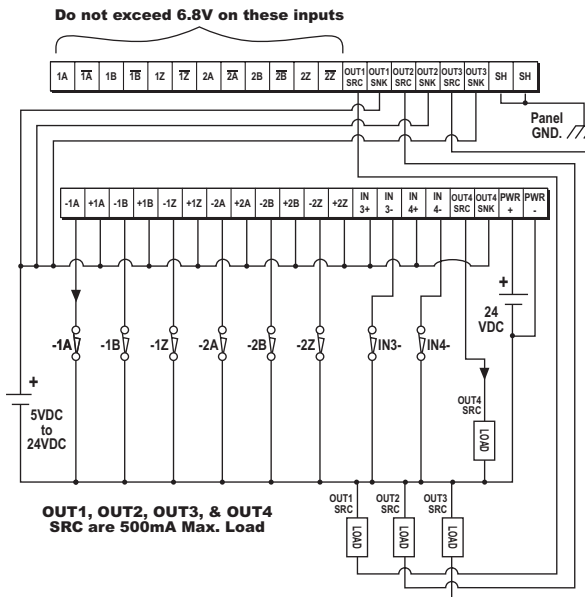 Do not exceed 6.8V on these inputs
1A 1A̅ 1B 1B̅ 1Z 1Z̅ 2A 2A̅ 2B 2B̅ 2Z 2Z̅ OUT1 SRC OUT1 SNK OUT2 SRC OUT2 SNK OUT3 SRC OUT3 SNK SH SH
Panel
GND.
-1A +1A -1B +1B -1Z +1Z -2A +2A -2B +2B -2Z +2Z IN 3+ IN 3- IN 4+ IN 4- OUT4 SRC OUT4 SNK PWR + PWR -
+
24
VDC
-1A -1B -1Z -2A -2B -2Z IN3- IN4-
+
5VDC
to
24VDC
OUT4
SRC
LOAD
OUT1, OUT2, OUT3, & OUT4
SRC are 500mA Max. Load
OUT1 SRC OUT2 SRC OUT3 SRC
LOAD LOAD LOAD